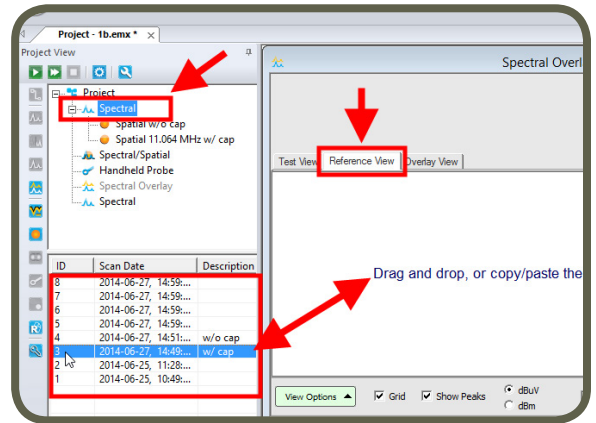 Project - 1b.emx * ×
Project View
Spectral Overl
Project
Spectral
Spatial w/o cap
Spatial 11.064 MHz w/ cap
Spectral/Spatial
Handheld Probe
Spectral Overlay
Spectral
Test View Reference View Overlay View
ID Scan Date Description
8 2014-06-27, 14:59:...
7 2014-06-27, 14:59:...
6 2014-06-27, 14:59:...
5 2014-06-27, 14:59:...
4 2014-06-27, 14:51:... w/o cap
3 2014-06-27, 14:49:... w/ cap
2 2014-06-25, 11:28:...
1 2014-06-25, 10:49:...
Drag and drop, or copy/paste the
View Options Grid Show Peaks dBuV
dBm